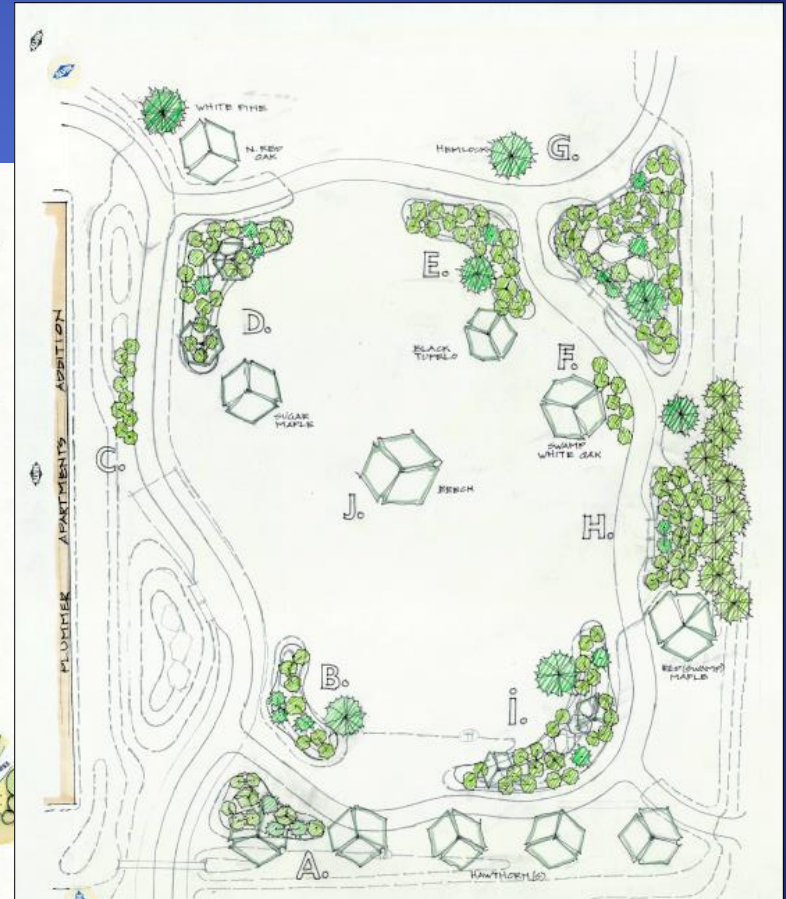 WHITE PINE
N. RED
OAK
HEMLOCK
G.
E.
D.
BLACK
TUPELO
F.
SUGAR
MAPLE
SWAMP
WHITE OAK
C.
BEECH
J.
H.
PLUMMER APARTMENTS ADDITION
B.
RED (SWAMP)
MAPLE
i.
A.
HAWTHORN(S)